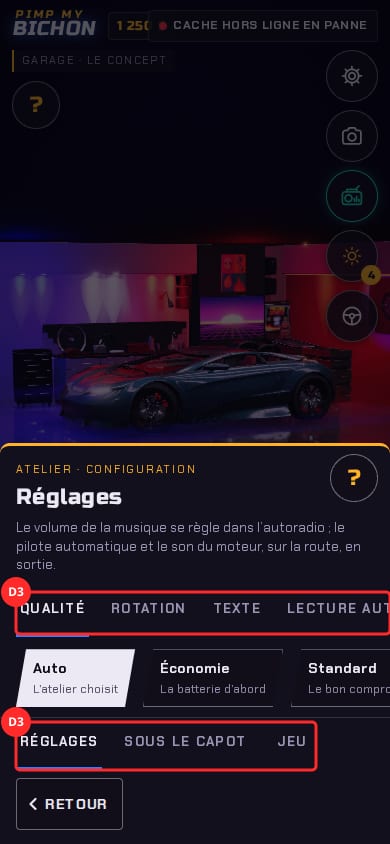 PIMP MY
BICHON
1 250
CACHE HORS LIGNE EN PANNE
GARAGE · LE CONCEPT
?
4
ATELIER · CONFIGURATION
?
Réglages
Le volume de la musique se règle dans l'autoradio ; le
pilote automatique et le son du moteur, sur la route, en
sortie.
D3
QUALITÉ ROTATION TEXTE LECTURE AUT
Auto Économie Standard
L'atelier choisit La batterie d'abord Le bon compro
D3
RÉGLAGES SOUS LE CAPOT JEU
RETOUR